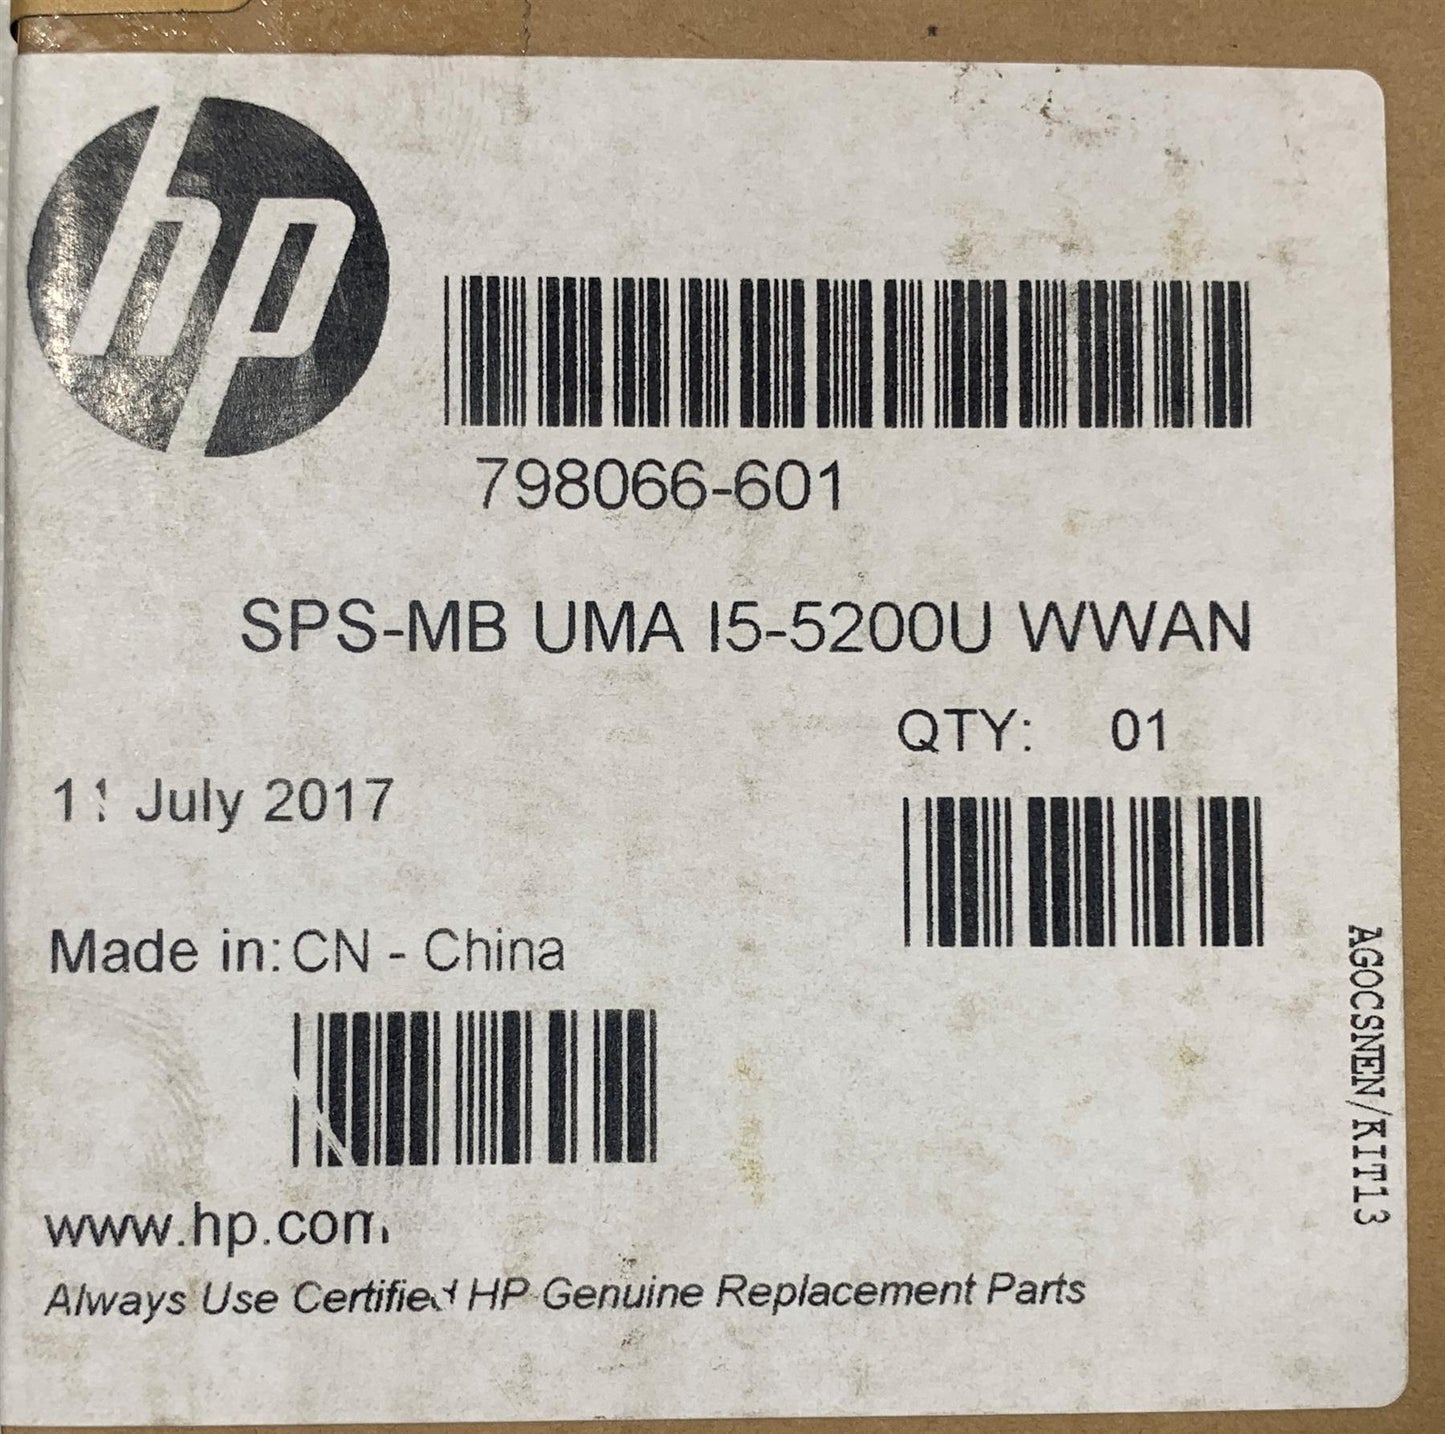 hp
798066-601
SPS-MB UMA I5-5200U WWAN
QTY: 01
11 July 2017
Made in: CN - China
www.hp.com
Always Use Certified HP Genuine Replacement Parts
AGOCSNEN/KIT13